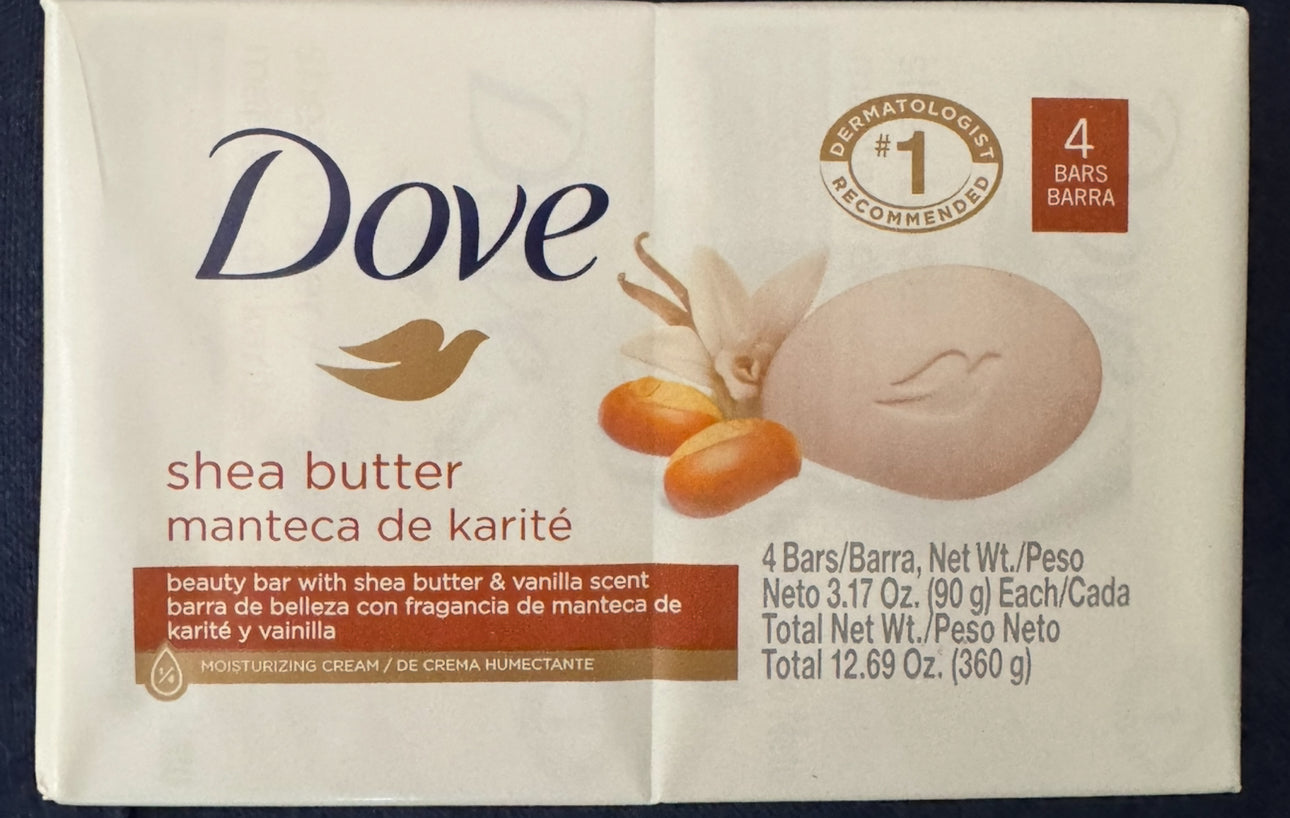 Dove
DERMATOLOGIST
#1
RECOMMENDED
4
BARS
BARRA
shea butter
manteca de karité
beauty bar with shea butter & vanilla scent
barra de belleza con fragancia de manteca de
karité y vainilla
1/4 MOISTURIZING CREAM / DE CREMA HUMECTANTE
4 Bars/Barra, Net Wt./Peso
Neto 3.17 Oz. (90 g) Each/Cada
Total Net Wt./Peso Neto
Total 12.69 Oz. (360 g)